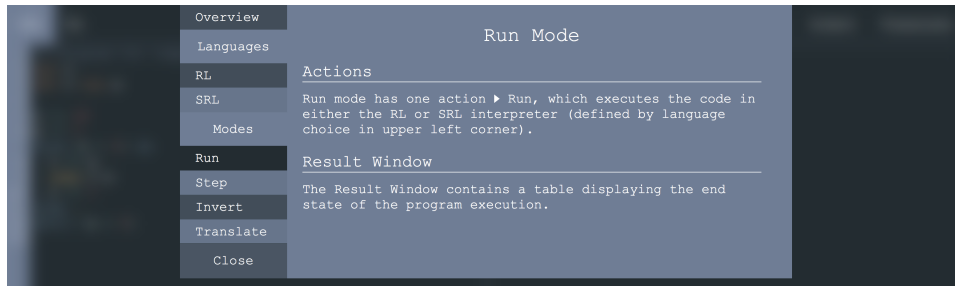 Overview
Languages
RL
SRL
Modes
Run
Step
Invert
Translate
Close
Run Mode
Actions
Run mode has one action ▶ Run, which executes the code in
either the RL or SRL interpreter (defined by language
choice in upper left corner).
Result Window
The Result Window contains a table displaying the end
state of the program execution.